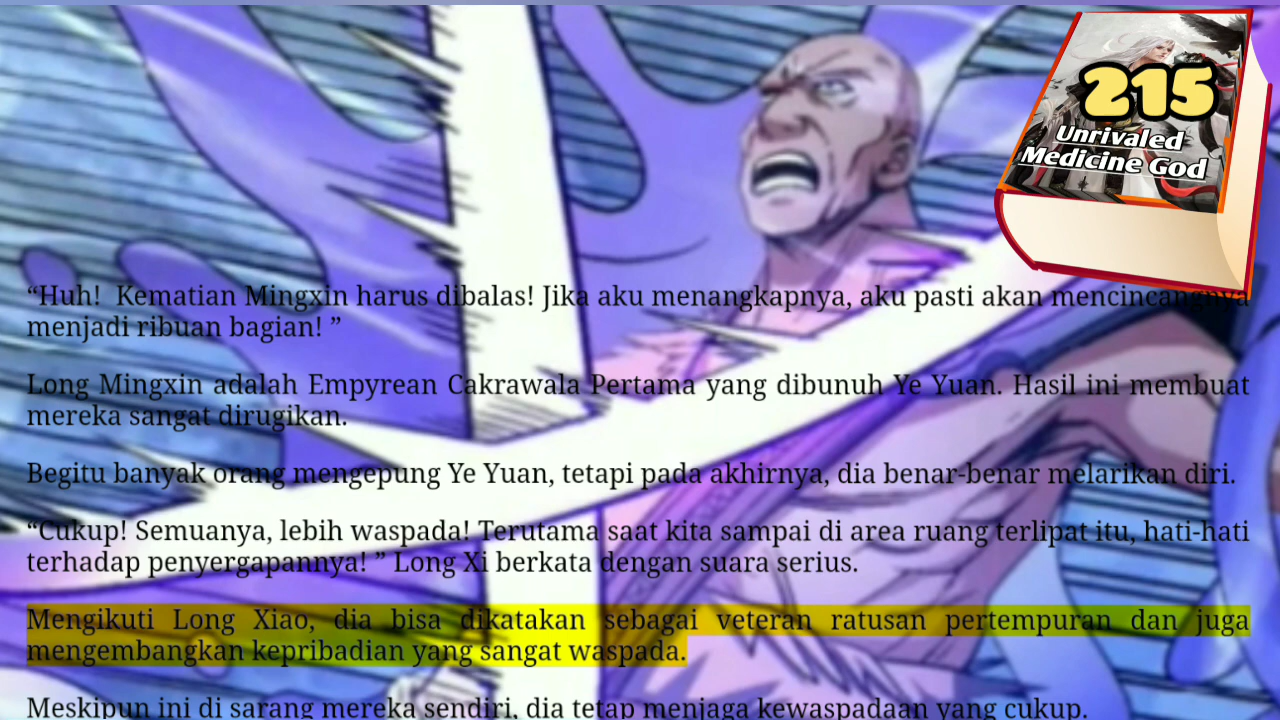 215
Unrivaled
Medicine God
“Huh!  Kematian Mingxin harus dibalas! Jika aku menangkapnya, aku pasti akan mencincangnya
menjadi ribuan bagian! ”
Long Mingxin adalah Empyrean Cakrawala Pertama yang dibunuh Ye Yuan. Hasil ini membuat
mereka sangat dirugikan.
Begitu banyak orang mengepung Ye Yuan, tetapi pada akhirnya, dia benar-benar melarikan diri.
“Cukup! Semuanya, lebih waspada! Terutama saat kita sampai di area ruang terlipat itu, hati-hati
terhadap penyergapannya! ” Long Xi berkata dengan suara serius.
Mengikuti Long Xiao, dia bisa dikatakan sebagai veteran ratusan pertempuran dan juga
mengembangkan kepribadian yang sangat waspada.
Meskipun ini di sarang mereka sendiri, dia tetap menjaga kewaspadaan yang cukup.